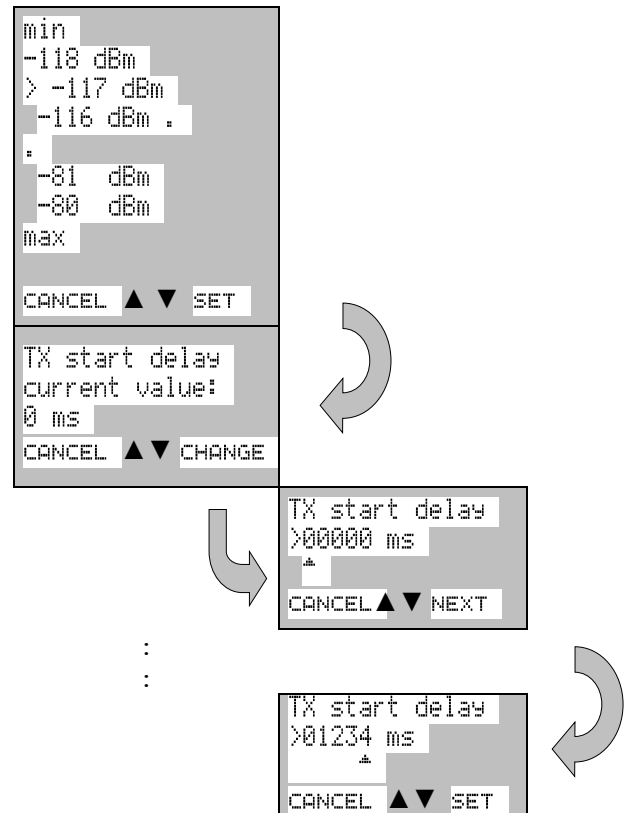 min
-118 dBm
> -117 dBm
-116 dBm .
.
-81 dBm
-80 dBm
max
CANCEL ▲ ▼ SET
TX start delay
current value:
0 ms
CANCEL ▲ ▼ CHANGE
TX start delay
>00000 ms
CANCEL ▲ ▼ NEXT
:
:
TX start delay
>01234 ms
CANCEL ▲ ▼ SET